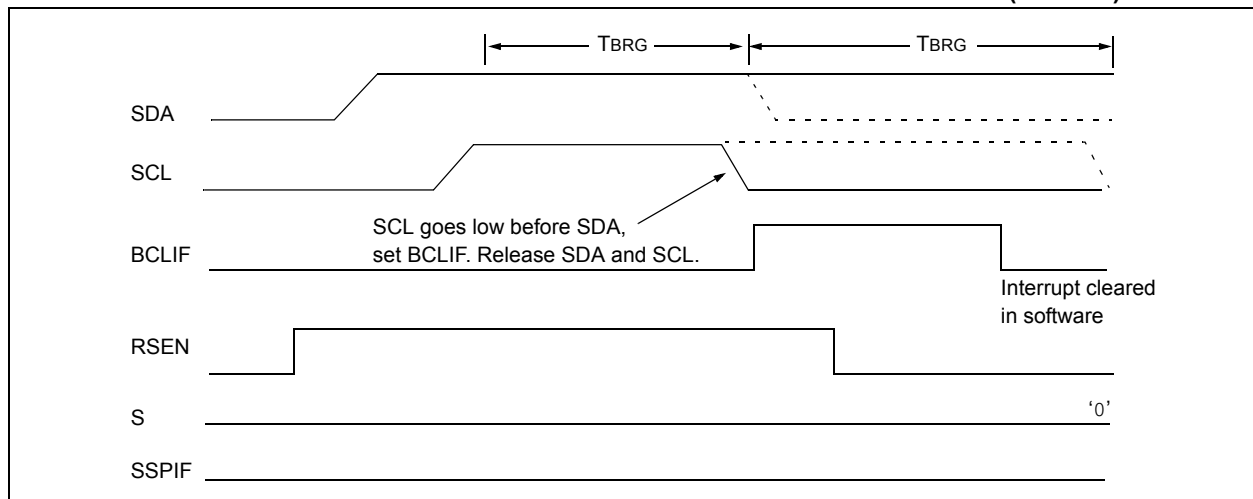 TBRG TBRG
SDA
SCL
SCL goes low before SDA,
set BCLIF. Release SDA and SCL.
BCLIF
Interrupt cleared
in software
RSEN
S
‘0’
SSPIF